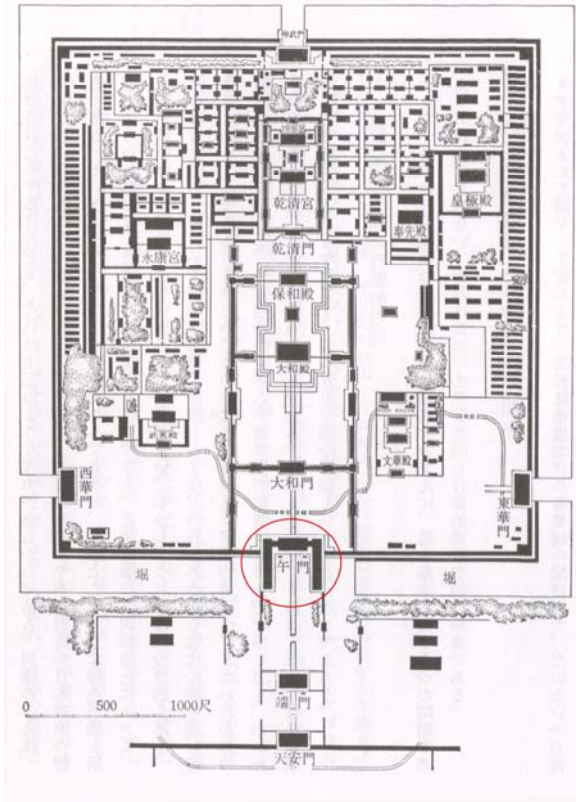 神武門
乾清宮
皇極殿
奉先殿
乾清門
永康宮
保和殿
大和殿
武英殿
文華殿
大和門
西華門
東華門
午門
堀
堀
端門
0 500 1000尺
天安門